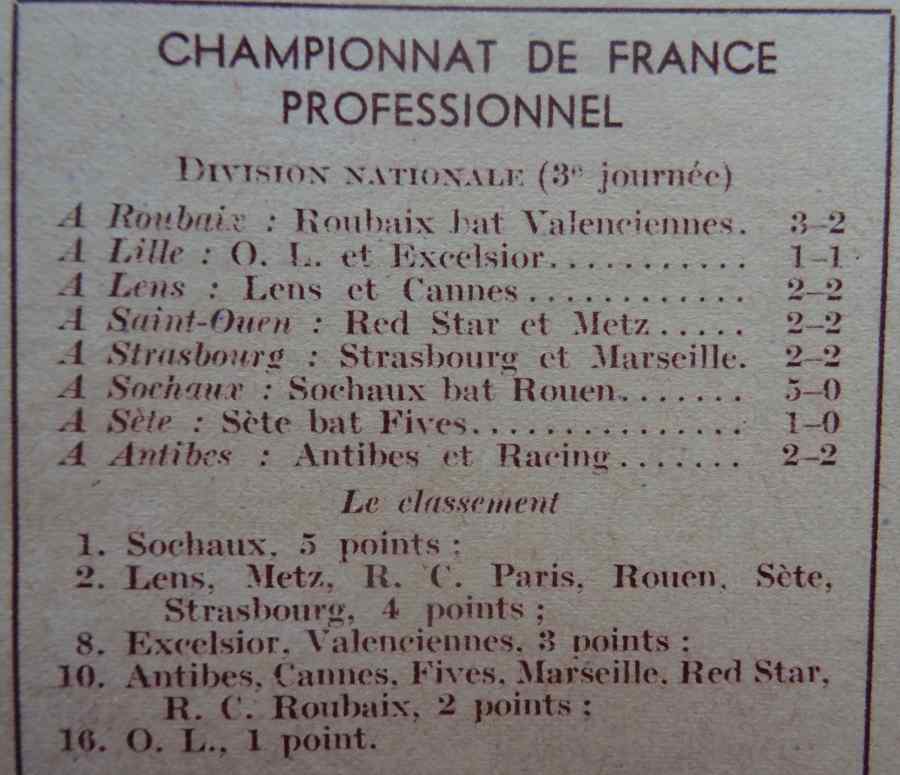 CHAMPIONNAT DE FRANCE
PROFESSIONNEL
DIVISION NATIONALE (3e journée)
A Roubaix : Roubaix bat Valenciennes. 3–2
A Lille : O. L. et Excelsior........... 1–1
A Lens : Lens et Cannes............. 2–2
A Saint-Ouen : Red Star et Metz..... 2–2
A Strasbourg : Strasbourg et Marseille. 2–2
A Sochaux : Sochaux bat Rouen....... 5–0
A Sète : Sète bat Fives............... 1–0
A Antibes : Antibes et Racing....... 2–2
Le classement
1. Sochaux, 5 points ;
2. Lens, Metz, R. C. Paris, Rouen, Sète,
Strasbourg, 4 points ;
8. Excelsior, Valenciennes, 3 points ;
10. Antibes, Cannes, Fives, Marseille, Red Star,
R. C. Roubaix, 2 points ;
16. O. L., 1 point.